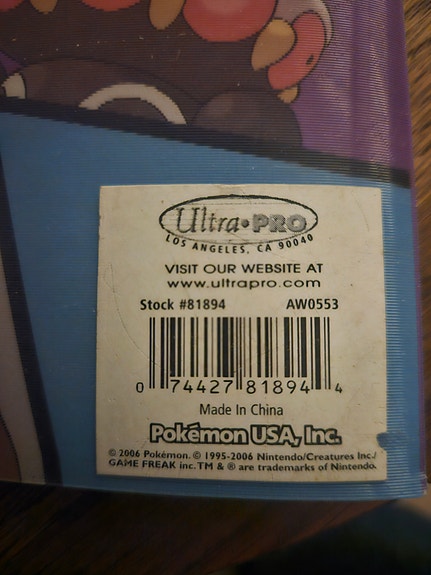 Ultra•PRO
LOS ANGELES, CA 90040
VISIT OUR WEBSITE AT
www.ultrapro.com
Stock #81894 AW0553
0 74427 81894 4
Made In China
Pokémon USA, Inc.
© 2006 Pokémon. © 1995-2006 Nintendo/Creatures Inc./
GAME FREAK inc. TM & ® are trademarks of Nintendo.